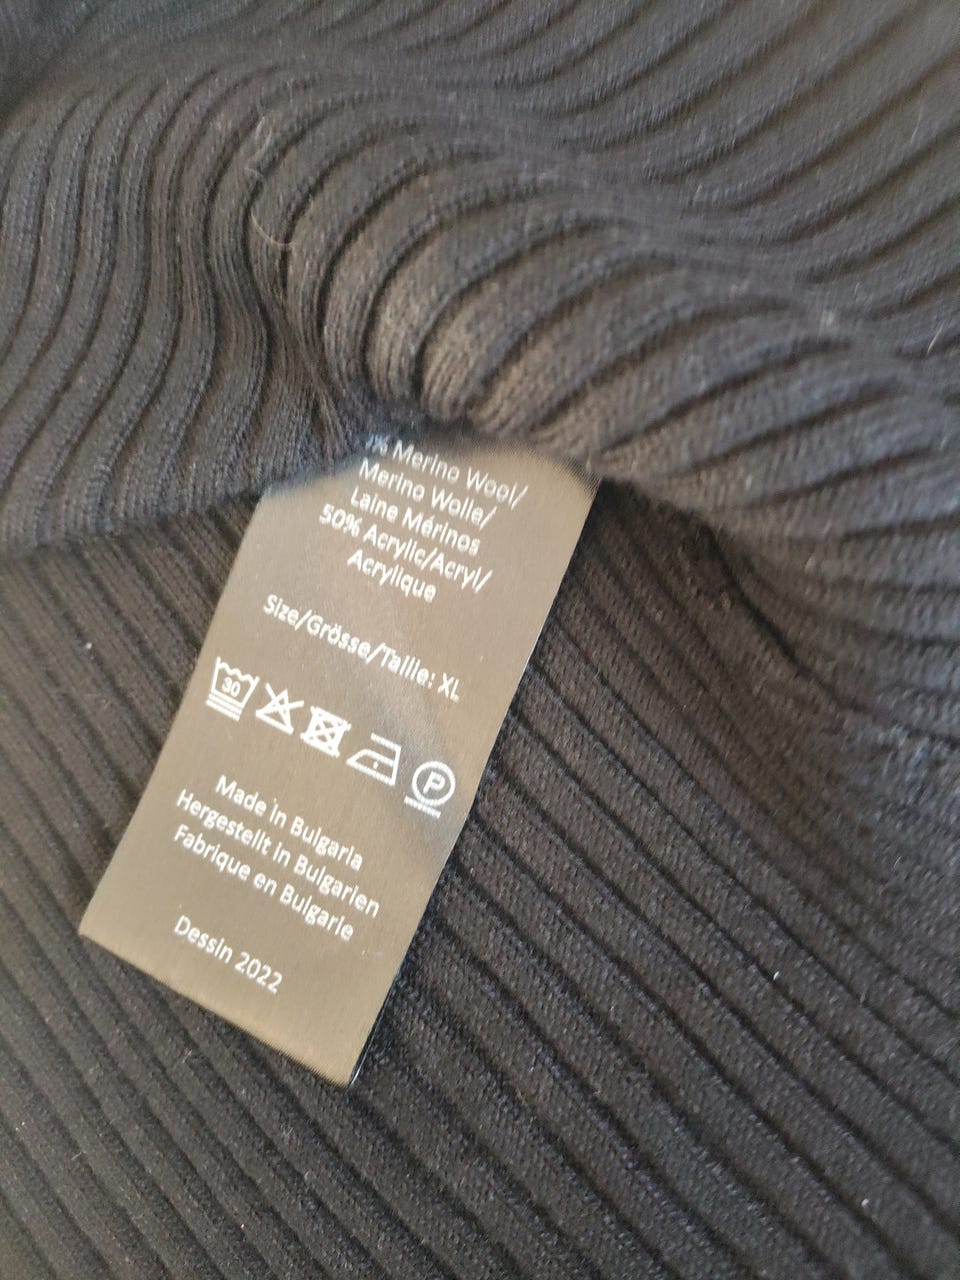 % Merino Wool/
Merino Wolle/
Laine Mérinos
50% Acrylic/Acryl/
Acrylique
Size/Grösse/Taille: XL
30
P
Made in Bulgaria
Hergestellt in Bulgarien
Fabrique en Bulgarie
Dessin 2022